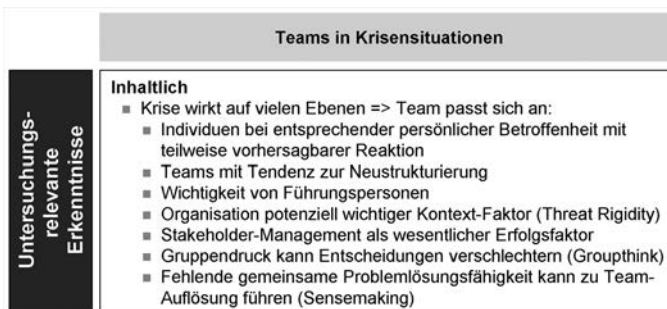 Teams in Krisensituationen
Untersuchungs-
relevante
Erkenntnisse
Inhaltlich
Krise wirkt auf vielen Ebenen => Team passt sich an:
Individuen bei entsprechender persönlicher Betroffenheit mit
teilweise vorhersagbarer Reaktion
Teams mit Tendenz zur Neustrukturierung
Wichtigkeit von Führungspersonen
Organisation potenziell wichtiger Kontext-Faktor (Threat Rigidity)
Stakeholder-Management als wesentlicher Erfolgsfaktor
Gruppendruck kann Entscheidungen verschlechtern (Groupthink)
Fehlende gemeinsame Problemlösungsfähigkeit kann zu Team-
Auflösung führen (Sensemaking)